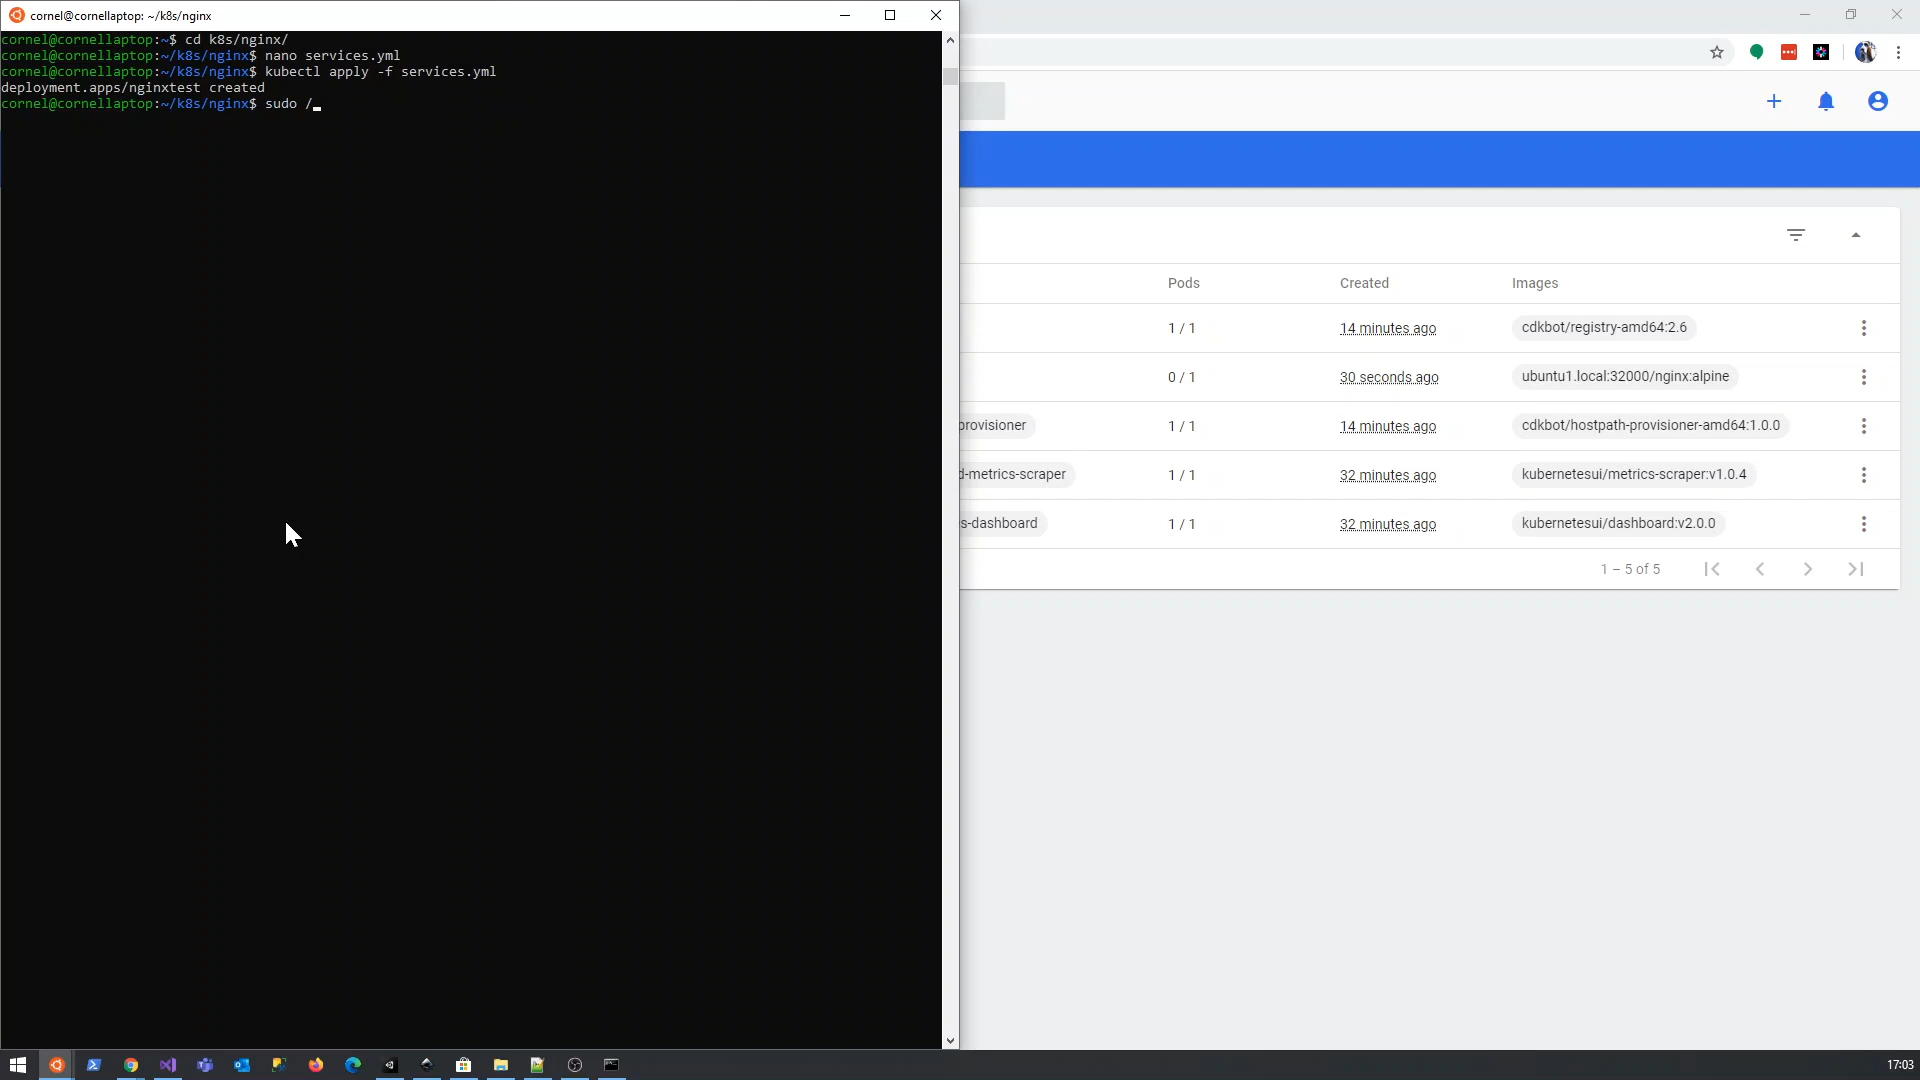 cornel@cornellaptop: ~/k8s/nginx
cornel@cornellaptop:~$ cd k8s/nginx/
cornel@cornellaptop:~/k8s/nginx$ nano services.yml
cornel@cornellaptop:~/k8s/nginx$ kubectl apply -f services.yml
deployment.apps/nginxtest created
cornel@cornellaptop:~/k8s/nginx$ sudo /_
Pods Created Images
1 / 1 14 minutes ago cdkbot/registry-amd64:2.6
0 / 1 30 seconds ago ubuntu1.local:32000/nginx:alpine
provisioner 1 / 1 14 minutes ago cdkbot/hostpath-provisioner-amd64:1.0.0
d-metrics-scraper 1 / 1 32 minutes ago kubernetesui/metrics-scraper:v1.0.4
s-dashboard 1 / 1 32 minutes ago kubernetesui/dashboard:v2.0.0
1 – 5 of 5
17:03